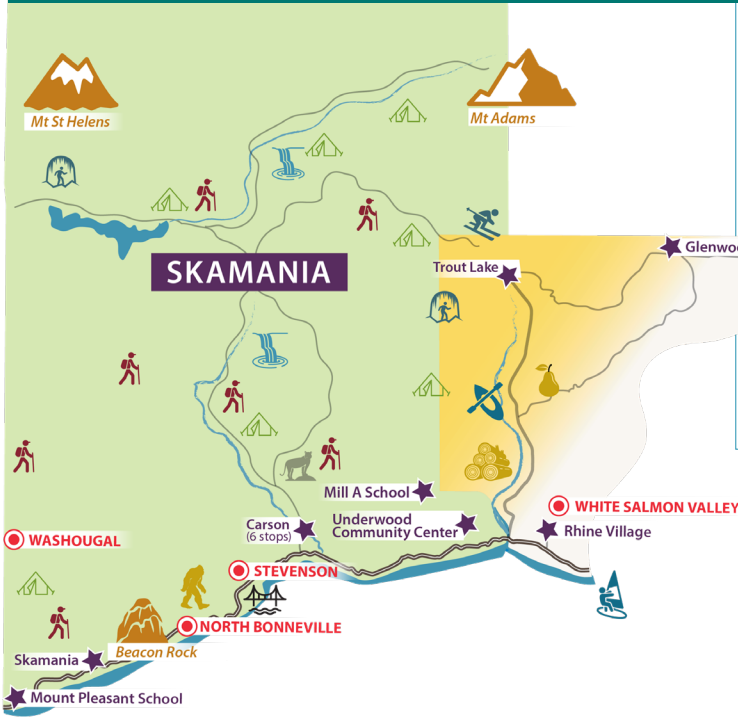 Mt St Helens
Mt Adams
SKAMANIA
Glenwo
Trout Lake
Mill A School
WHITE SALMON VALLEY
Carson
(6 stops)
Underwood
Community Center
Rhine Village
WASHOUGAL
STEVENSON
NORTH BONNEVILLE
Beacon Rock
Skamania
Mount Pleasant School